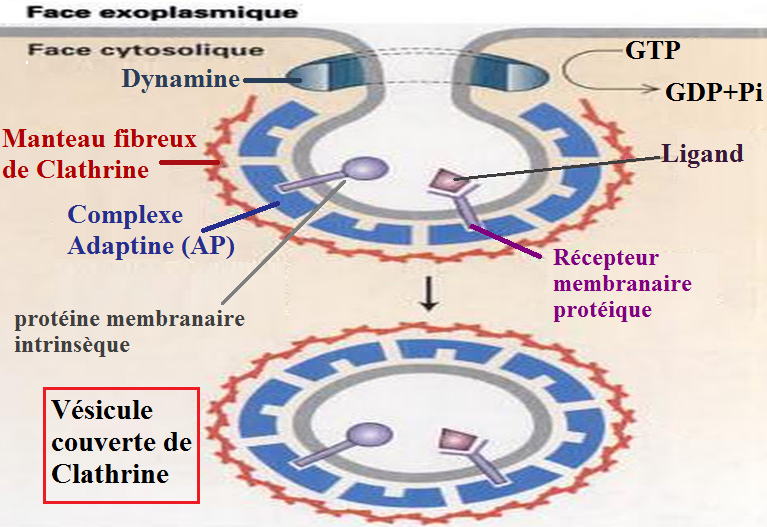 Face exoplasmique
Face cytosolique
GTP
Dynamine
GDP+Pi
Manteau fibreux
de Clathrine
Ligand
Complexe
Adaptine (AP)
Récepteur
membranaire
protéique
protéine membranaire
intrinsèque
Vésicule
couverte de
Clathrine